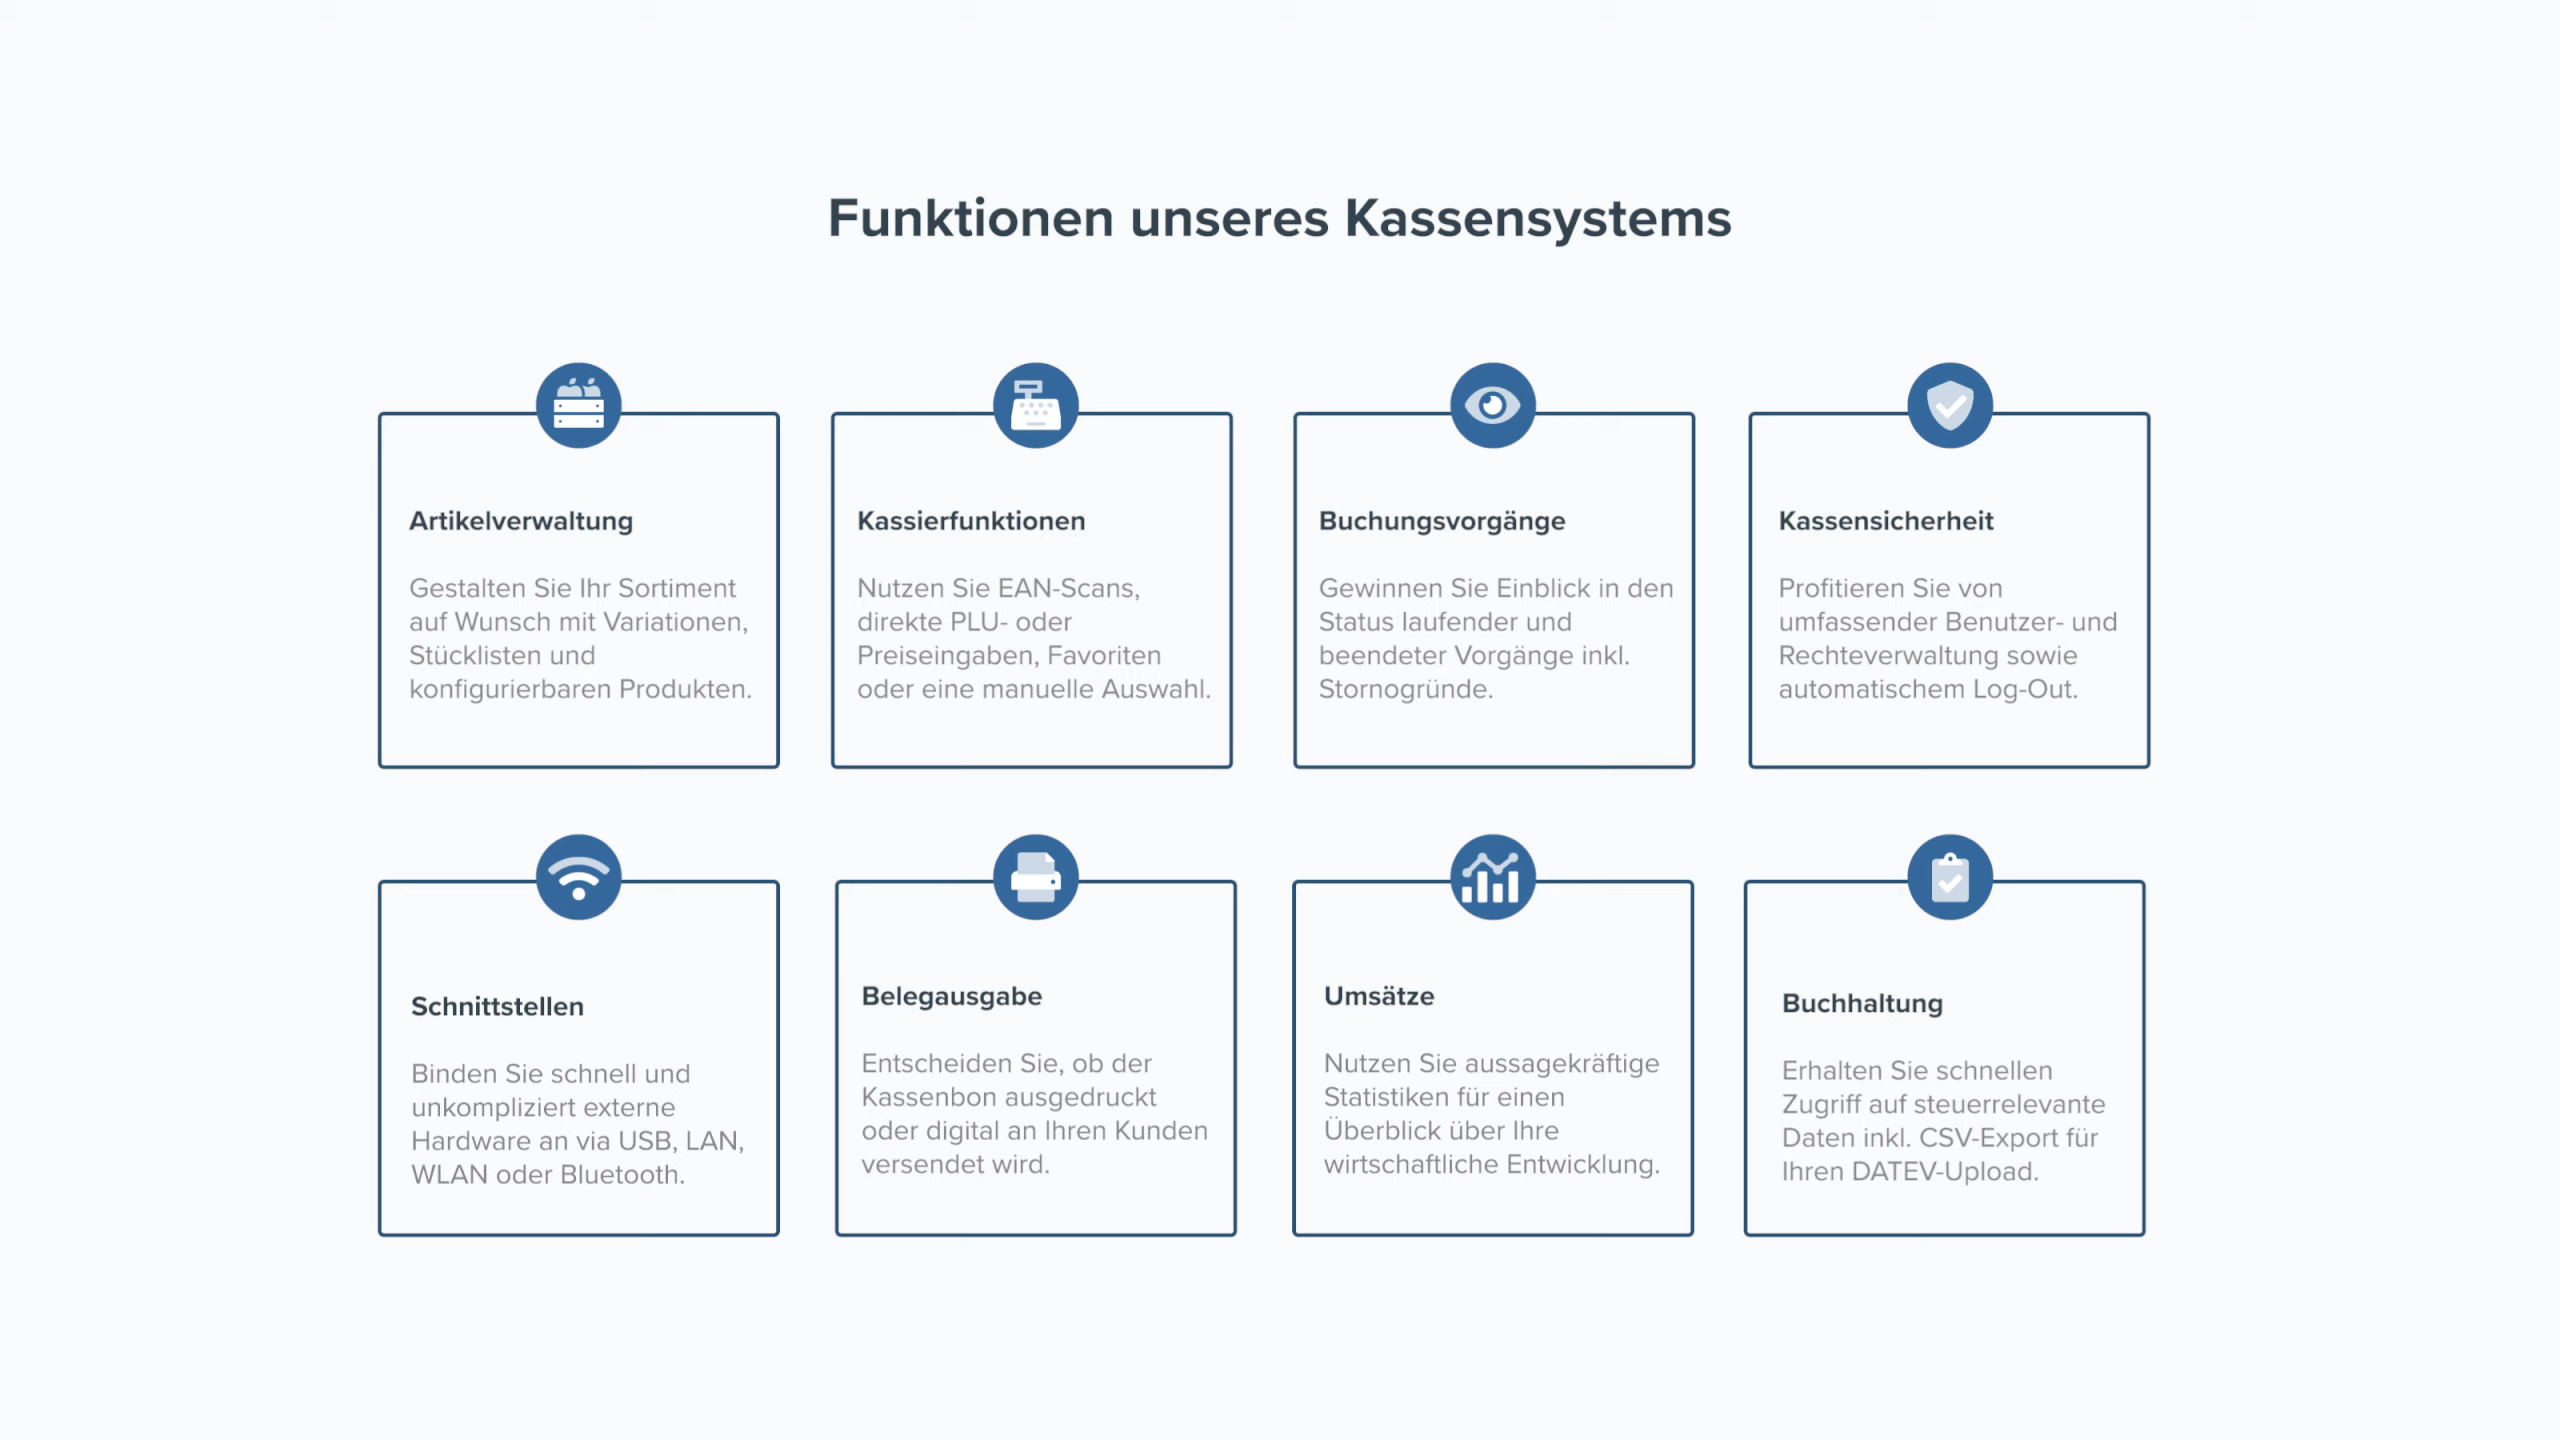 Funktionen unseres Kassensystems
Artikelverwaltung
Gestalten Sie Ihr Sortiment
auf Wunsch mit Variationen,
Stücklisten und
konfigurierbaren Produkten.
Kassierfunktionen
Nutzen Sie EAN-Scans,
direkte PLU- oder
Preiseingaben, Favoriten
oder eine manuelle Auswahl.
Buchungsvorgänge
Gewinnen Sie Einblick in den
Status laufender und
beendeter Vorgänge inkl.
Stornogründe.
Kassensicherheit
Profitieren Sie von
umfassender Benutzer- und
Rechteverwaltung sowie
automatischem Log-Out.
Schnittstellen
Binden Sie schnell und
unkompliziert externe
Hardware an via USB, LAN,
WLAN oder Bluetooth.
Belegausgabe
Entscheiden Sie, ob der
Kassenbon ausgedruckt
oder digital an Ihren Kunden
versendet wird.
Umsätze
Nutzen Sie aussagekräftige
Statistiken für einen
Überblick über Ihre
wirtschaftliche Entwicklung.
Buchhaltung
Erhalten Sie schnellen
Zugriff auf steuerrelevante
Daten inkl. CSV-Export für
Ihren DATEV-Upload.